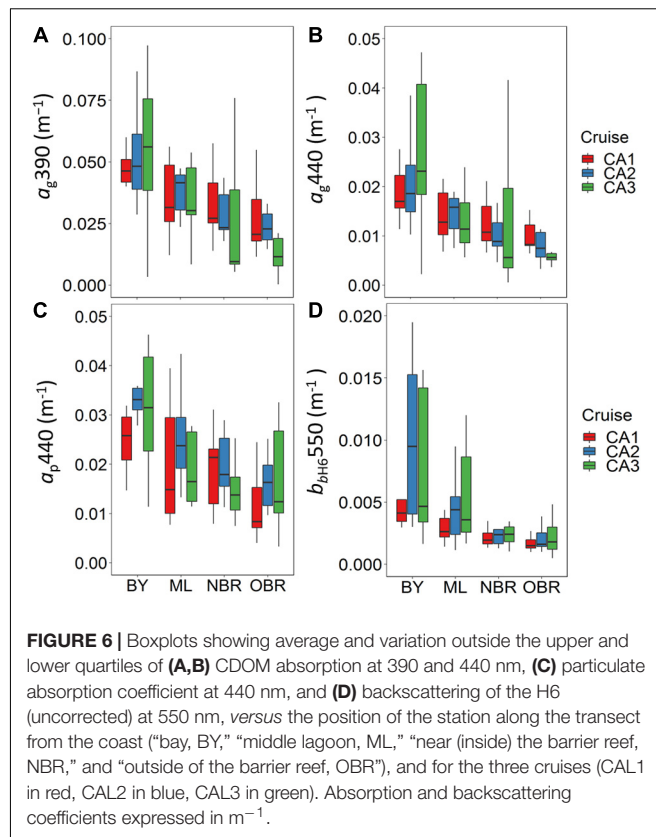 A
B
0.100
0.075
0.050
0.025
0.000
a_g390 (m⁻¹)
0.05
0.04
0.03
0.02
0.01
0.00
a_g440 (m⁻¹)
Cruise
CA1
CA2
CA3
C
D
0.05
0.04
0.03
0.02
0.01
0.00
a_p440 (m⁻¹)
BY ML NBR OBR
0.020
0.015
0.010
0.005
0.000
b_bH6550 (m⁻¹)
BY ML NBR OBR
Cruise
CA1
CA2
CA3
FIGURE 6 | Boxplots showing average and variation outside the upper and
lower quartiles of (A,B) CDOM absorption at 390 and 440 nm, (C) particulate
absorption coefficient at 440 nm, and (D) backscattering of the H6
(uncorrected) at 550 nm, versus the position of the station along the transect
from the coast (“bay, BY,” “middle lagoon, ML,” “near (inside) the barrier reef,
NBR,” and “outside of the barrier reef, OBR”), and for the three cruises (CAL1
in red, CAL2 in blue, CAL3 in green). Absorption and backscattering
coefficients expressed in m⁻¹.